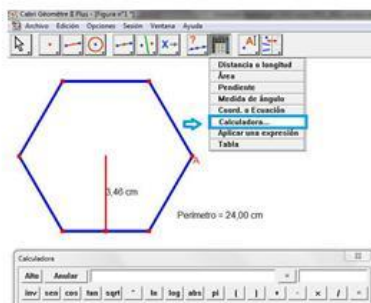 Cabri Géomètre II Plus - [Figura nº1 *]
Archivo Edición Opciones Sesión Ventana Ayuda
Distancia o longitud
Área
Pendiente
Medida de ángulo
Coord. o Ecuación
Calculadora...
Aplicar una expresión
Tabla
A
3,46 cm
Perímetro = 24,00 cm
Calculadora
Alto Anular =
inv sen cos tan sqrt ^ ln log abs pi ( ) + - x / =